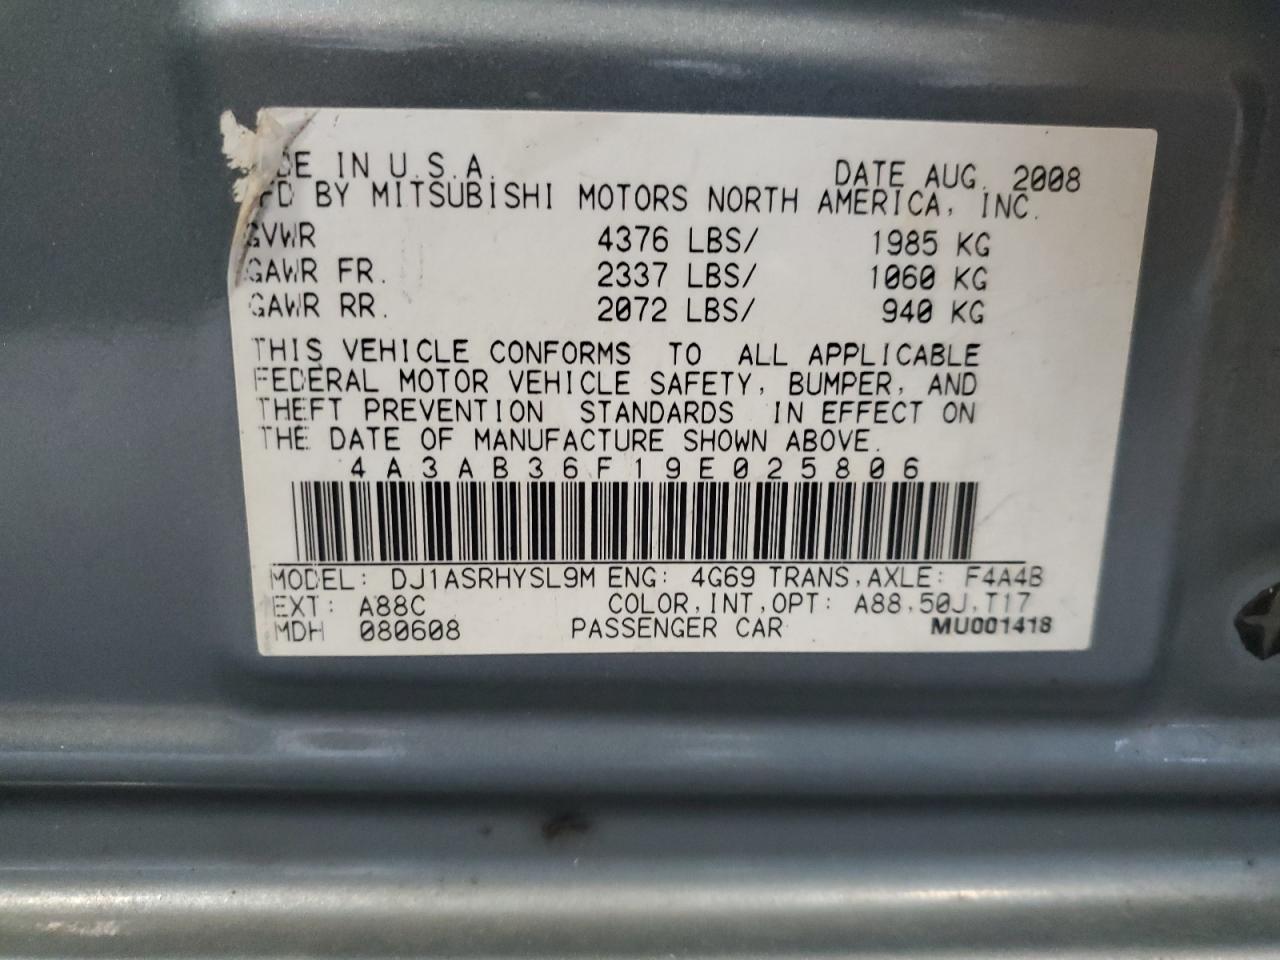 DE IN U.S.A. DATE AUG. 2008
FD BY MITSUBISHI MOTORS NORTH AMERICA, INC.
GVWR 4376 LBS/ 1985 KG
GAWR FR. 2337 LBS/ 1060 KG
GAWR RR. 2072 LBS/ 940 KG
THIS VEHICLE CONFORMS TO ALL APPLICABLE
FEDERAL MOTOR VEHICLE SAFETY, BUMPER, AND
THEFT PREVENTION STANDARDS IN EFFECT ON
THE DATE OF MANUFACTURE SHOWN ABOVE.
4A3AB36F19E025806
MODEL: DJ1ASRHYSL9M ENG: 4G69 TRANS,AXLE: F4A4B
EXT: A88C COLOR,INT,OPT: A88,50J,T17
MDH 080608 PASSENGER CAR MU001418